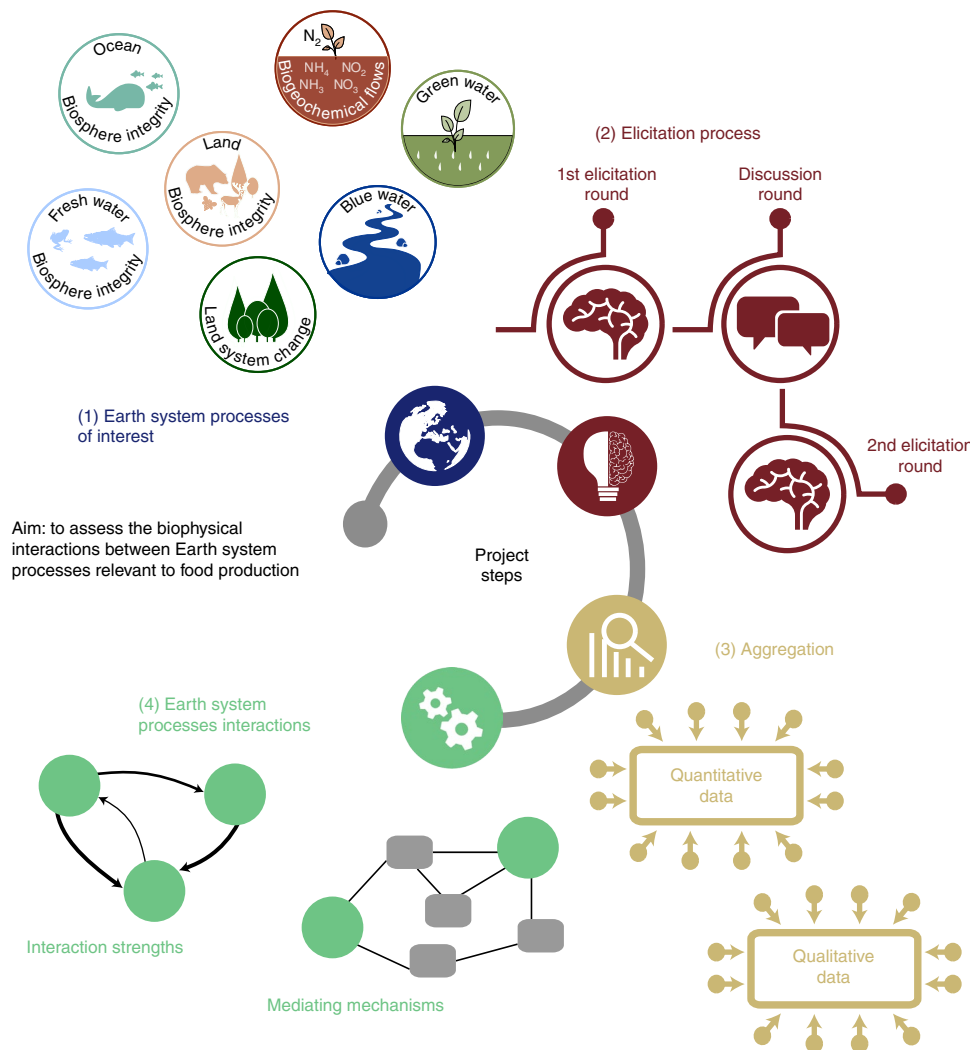 Ocean
Biosphere integrity
N₂
NH₄ NO₂
NH₃ NO₃
Biogeochemical flows
Green water
Land
Biosphere integrity
Fresh water
Biosphere integrity
Blue water
Land system change
(2) Elicitation process
1st elicitation
round
Discussion
round
2nd elicitation
round
(1) Earth system processes
of interest
Aim: to assess the biophysical
interactions between Earth system
processes relevant to food production
Project
steps
(3) Aggregation
Quantitative
data
Qualitative
data
(4) Earth system
processes interactions
Interaction strengths
Mediating mechanisms